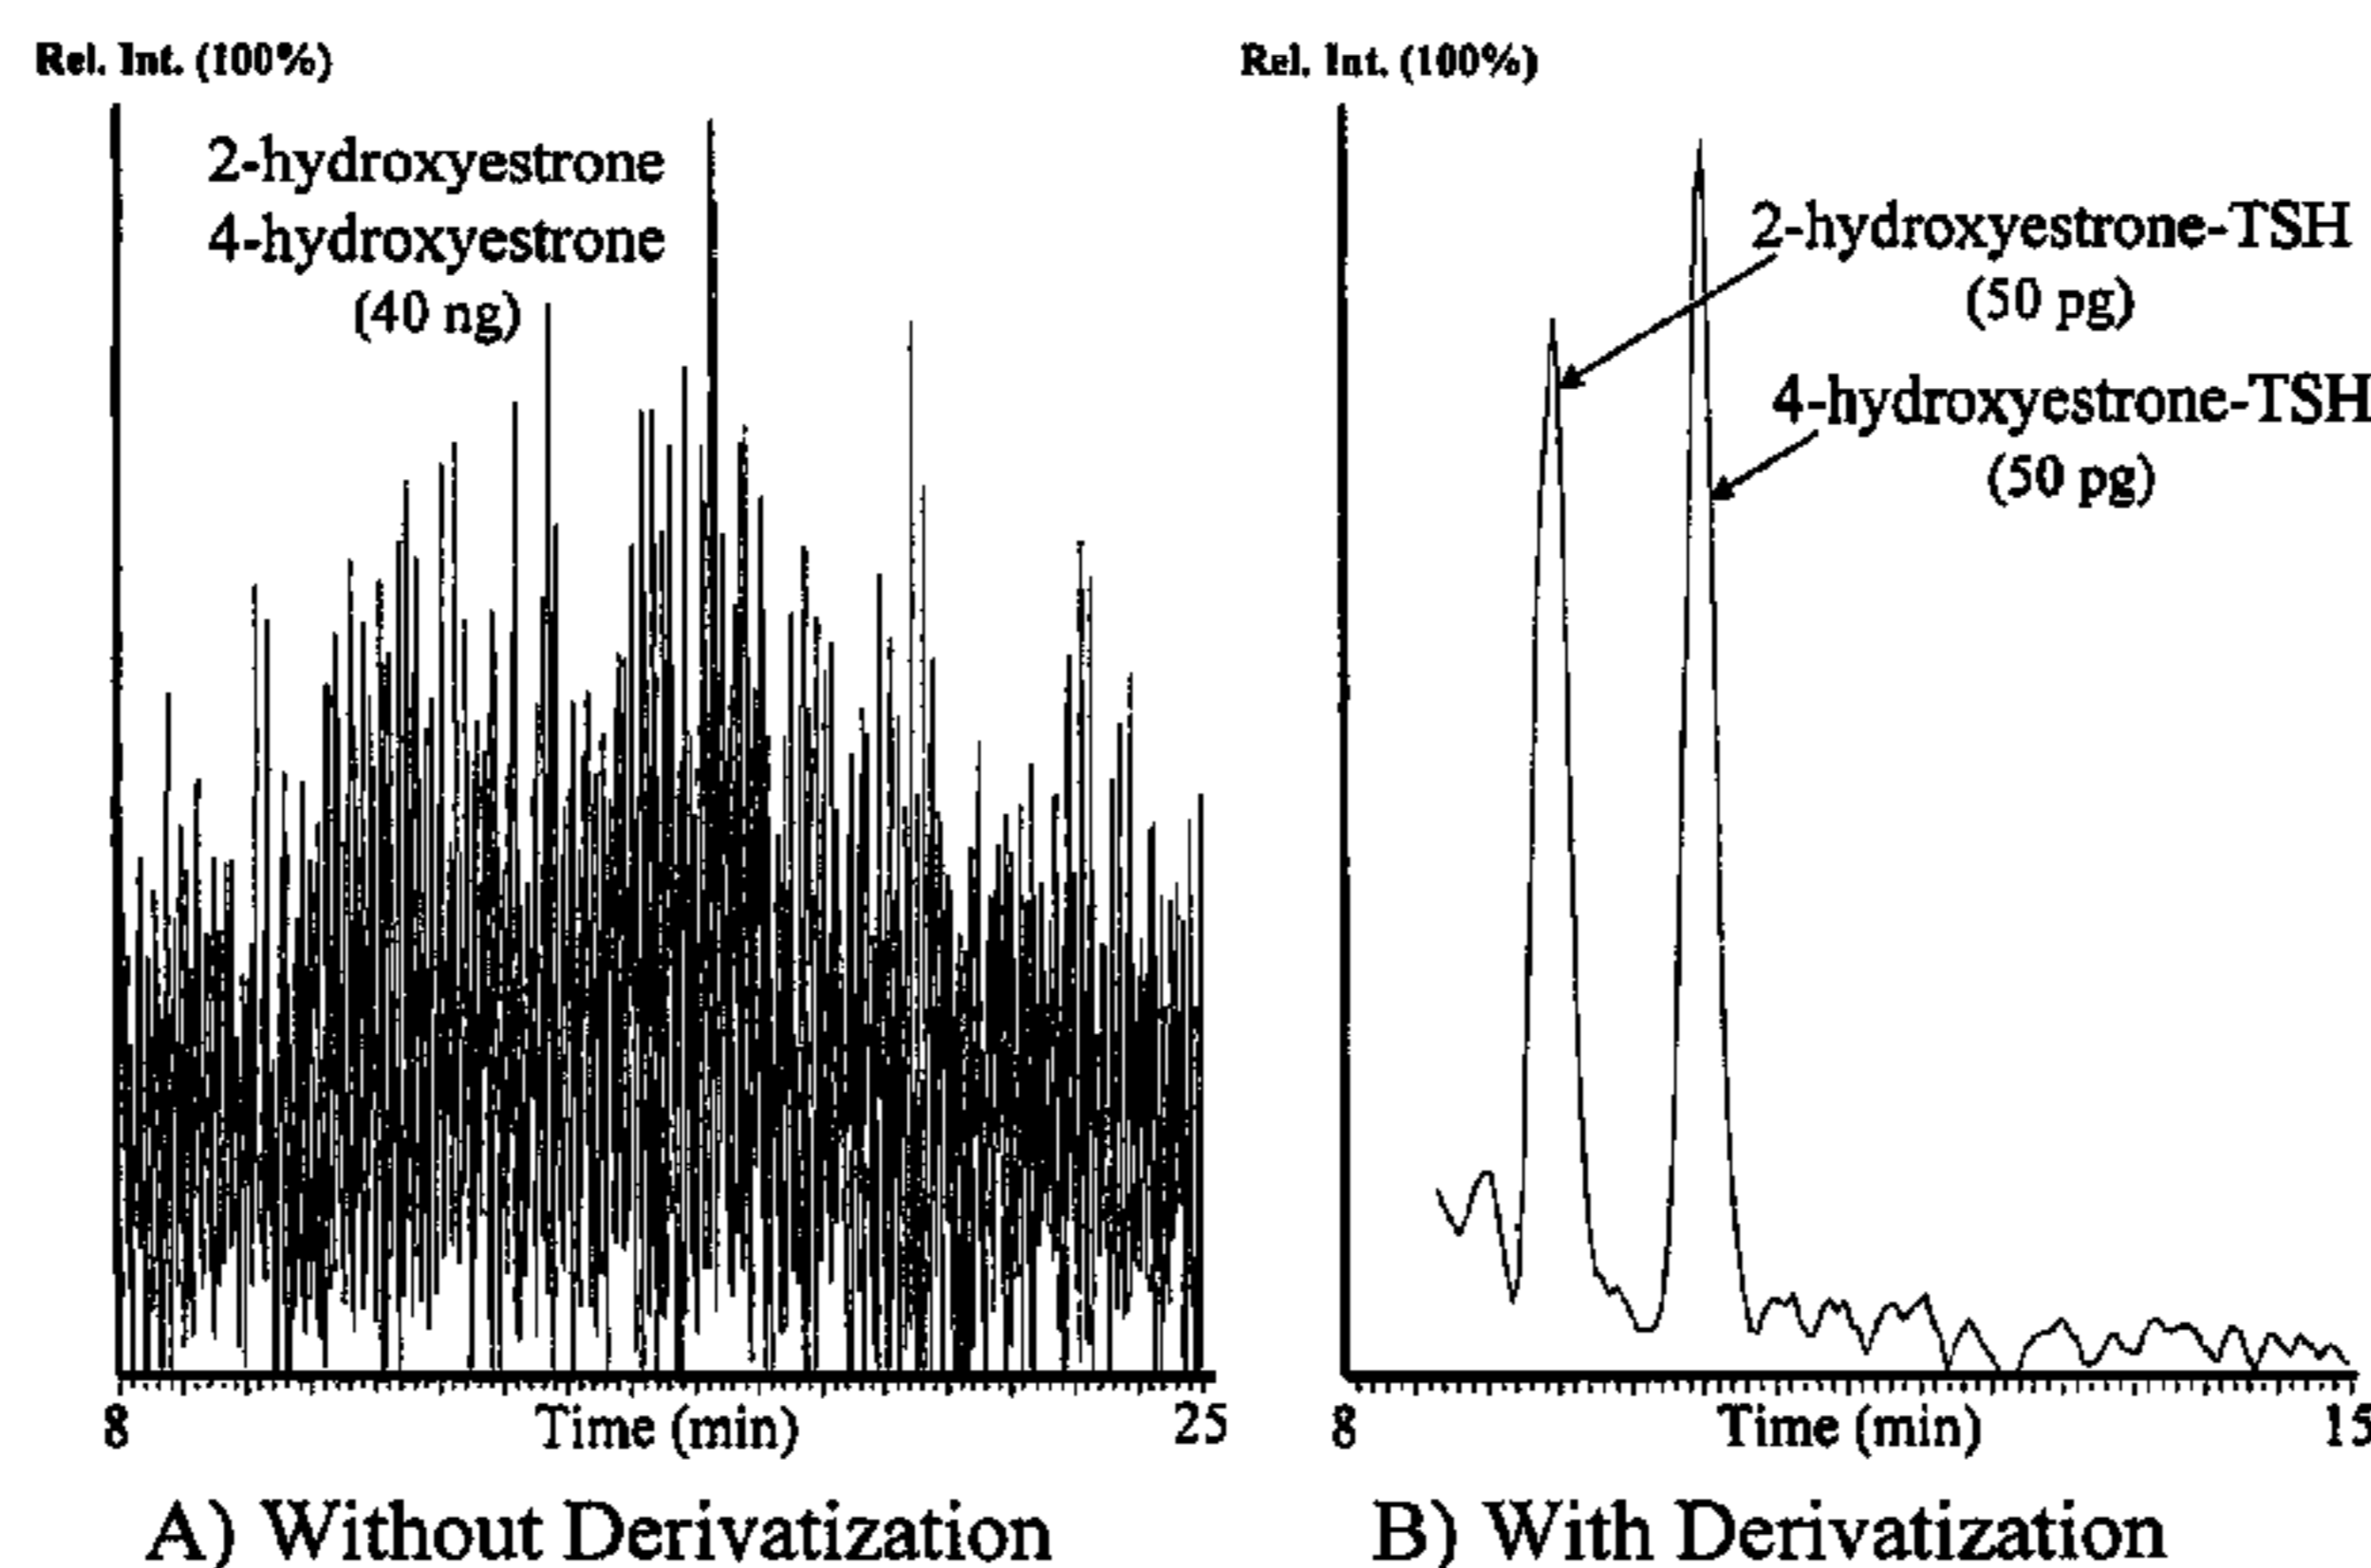 Rel. Int. (100%)
2-hydroxyestrone
4-hydroxyestrone
(40 ng)
8
Time (min)
25
A) Without Derivatization
Rel. Int. (100%)
2-hydroxyestrone-TSH
(50 pg)
4-hydroxyestrone-TSH
(50 pg)
8
Time (min)
15
B) With Derivatization